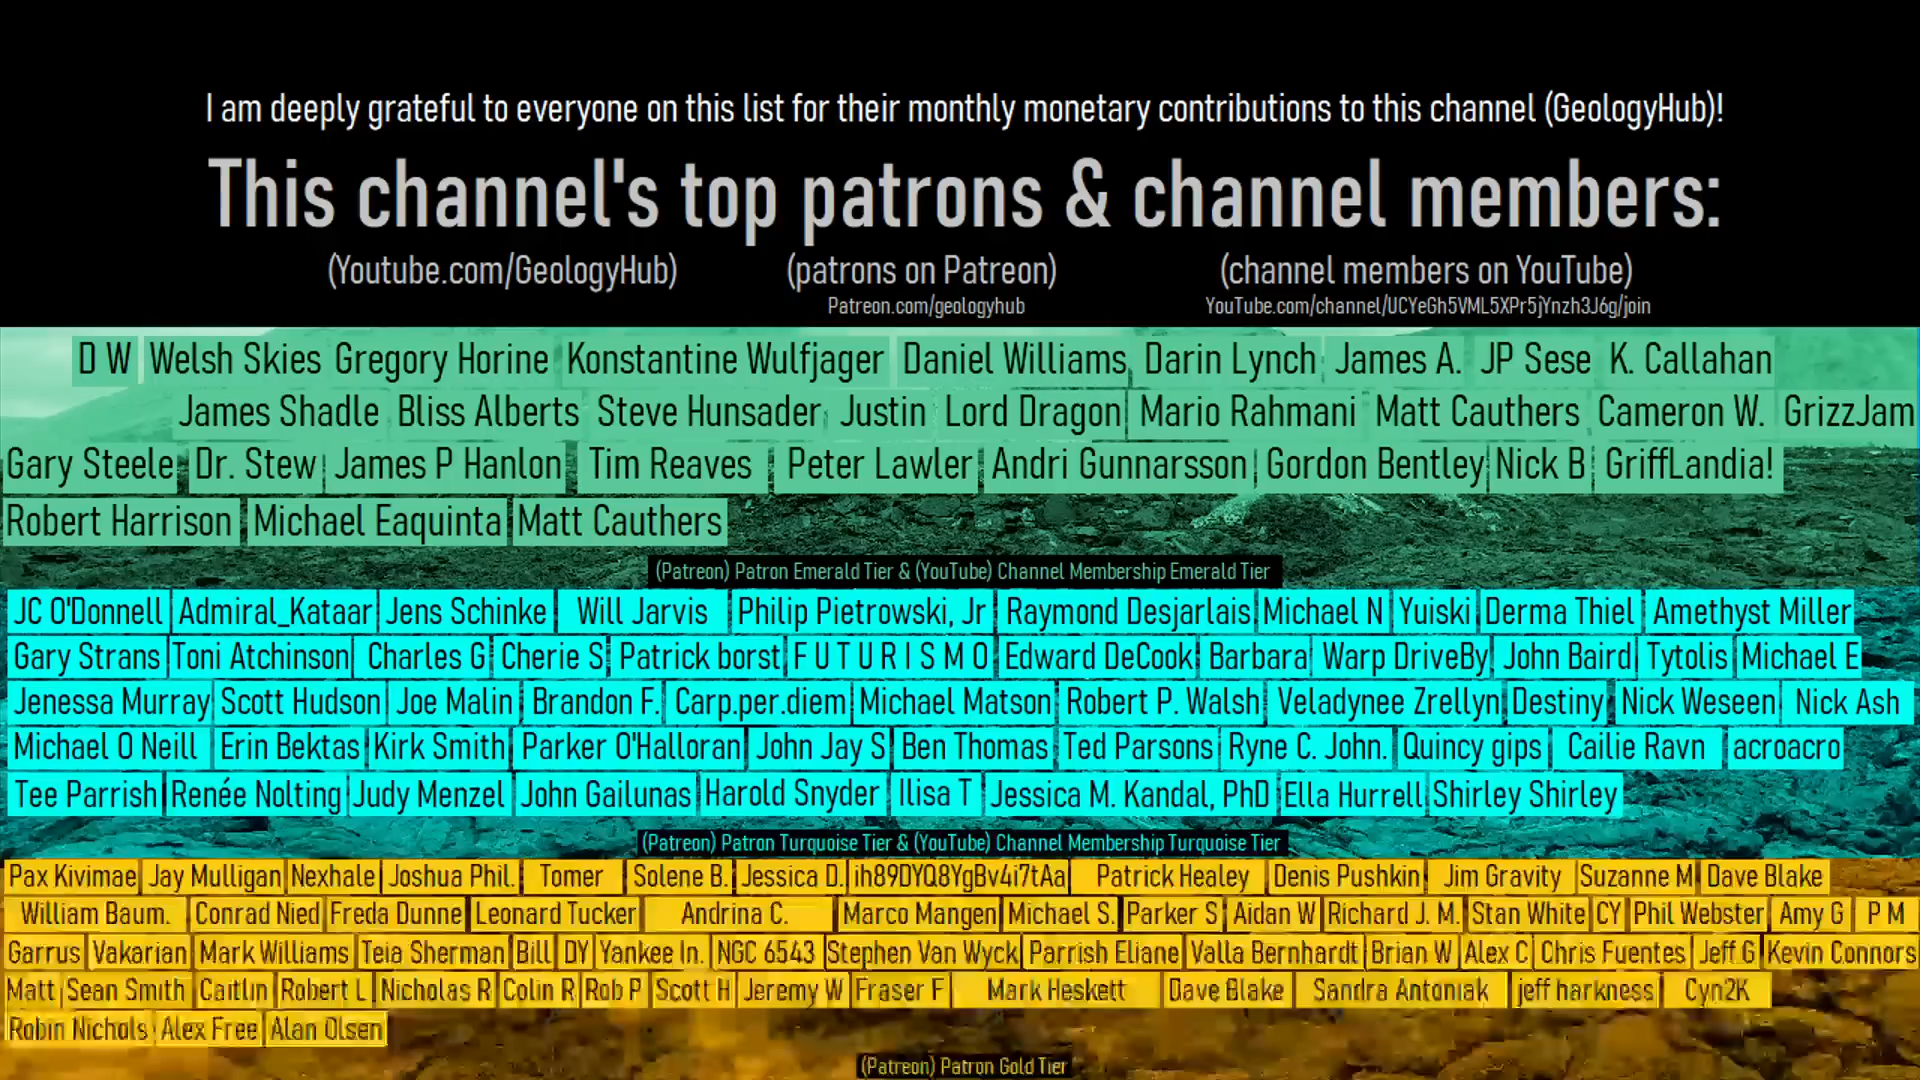 I am deeply grateful to everyone on this list for their monthly monetary contributions to this channel (GeologyHub)!
This channel's top patrons & channel members:
(Youtube.com/GeologyHub) (patrons on Patreon) (channel members on YouTube)
Patreon.com/geologyhub YouTube.com/channel/UCYeGh5VML5XPr5jYnzh3J6g/join
D W Welsh Skies Gregory Horine Konstantine Wulfjager Daniel Williams Darin Lynch James A. JP Sese K. Callahan
James Shadle Bliss Alberts Steve Hunsader Justin Lord Dragon Mario Rahmani Matt Cauthers Cameron W. GrizzJam
Gary Steele Dr. Stew James P Hanlon Tim Reaves Peter Lawler Andri Gunnarsson Gordon Bentley Nick B GriffLandia!
Robert Harrison Michael Eaquinta Matt Cauthers
(Patreon) Patron Emerald Tier & (YouTube) Channel Membership Emerald Tier
JC O'Donnell Admiral_Kataar Jens Schinke Will Jarvis Philip Pietrowski, Jr Raymond Desjarlais Michael N Yuiski Derma Thiel Amethyst Miller
Gary Strans Toni Atchinson Charles G Cherie S Patrick borst F U T U R I S M O Edward DeCook Barbara Warp DriveBy John Baird Tytolis Michael E
Jenessa Murray Scott Hudson Joe Malin Brandon F. Carp.per.diem Michael Matson Robert P. Walsh Veladynee Zrellyn Destiny Nick Weseen Nick Ash
Michael O Neill Erin Bektas Kirk Smith Parker O'Halloran John Jay S Ben Thomas Ted Parsons Ryne C. John. Quincy gips Cailie Ravn acroacro
Tee Parrish Renée Nolting Judy Menzel John Gailunas Harold Snyder Ilisa T Jessica M. Kandal, PhD Ella Hurrell Shirley Shirley
(Patreon) Patron Turquoise Tier & (YouTube) Channel Membership Turquoise Tier
Pax Kivimae Jay Mulligan Nexhale Joshua Phil. Tomer Solene B. Jessica D. ih89DYQ8YgBv4i7tAa Patrick Healey Denis Pushkin Jim Gravity Suzanne M Dave Blake
William Baum. Conrad Nied Freda Dunne Leonard Tucker Andrina C. Marco Mangen Michael S. Parker S Aidan W Richard J. M. Stan White CY Phil Webster Amy G P M
Garrus Vakarian Mark Williams Teia Sherman Bill DY Yankee In. NGC 6543 Stephen Van Wyck Parrish Eliane Valla Bernhardt Brian W Alex C Chris Fuentes Jeff G Kevin Connors
Matt Sean Smith Caitlin Robert L Nicholas R Colin R Rob P Scott H Jeremy W Fraser F Mark Heskett Dave Blake Sandra Antoniak jeff harkness Cyn2K
Robin Nichols Alex Free Alan Olsen
(Patreon) Patron Gold Tier